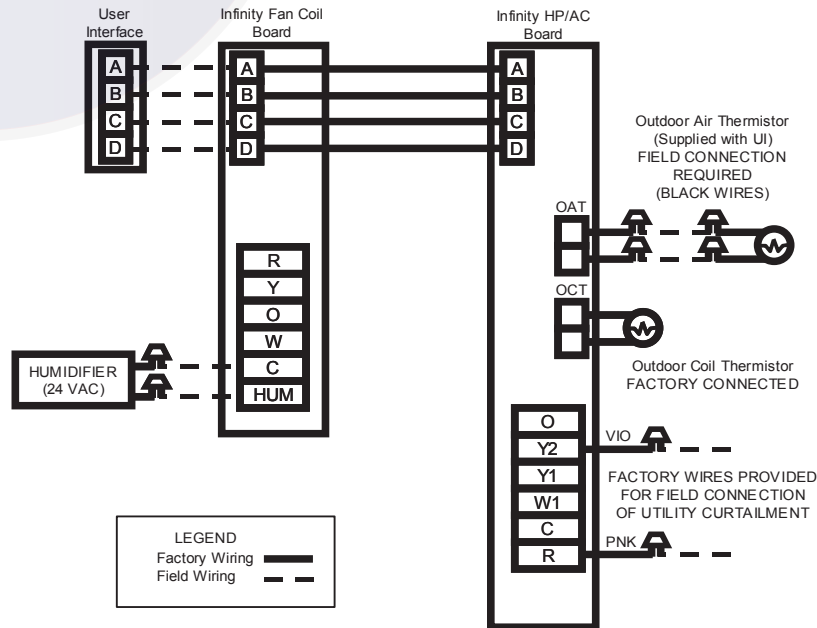 User
Interface
Infinity Fan Coil
Board
Infinity HP/AC
Board
A
B
C
D
A
B
C
D
A
B
C
D
Outdoor Air Thermistor
(Supplied with UI)
FIELD CONNECTION
REQUIRED
(BLACK WIRES)
OAT
OCT
Outdoor Coil Thermistor
FACTORY CONNECTED
R
Y
O
W
C
HUM
HUMIDIFIER
(24 VAC)
O
Y2
Y1
W1
C
R
VIO
PNK
FACTORY WIRES PROVIDED
FOR FIELD CONNECTION
OF UTILITY CURTAILMENT
LEGEND
Factory Wiring
Field Wiring